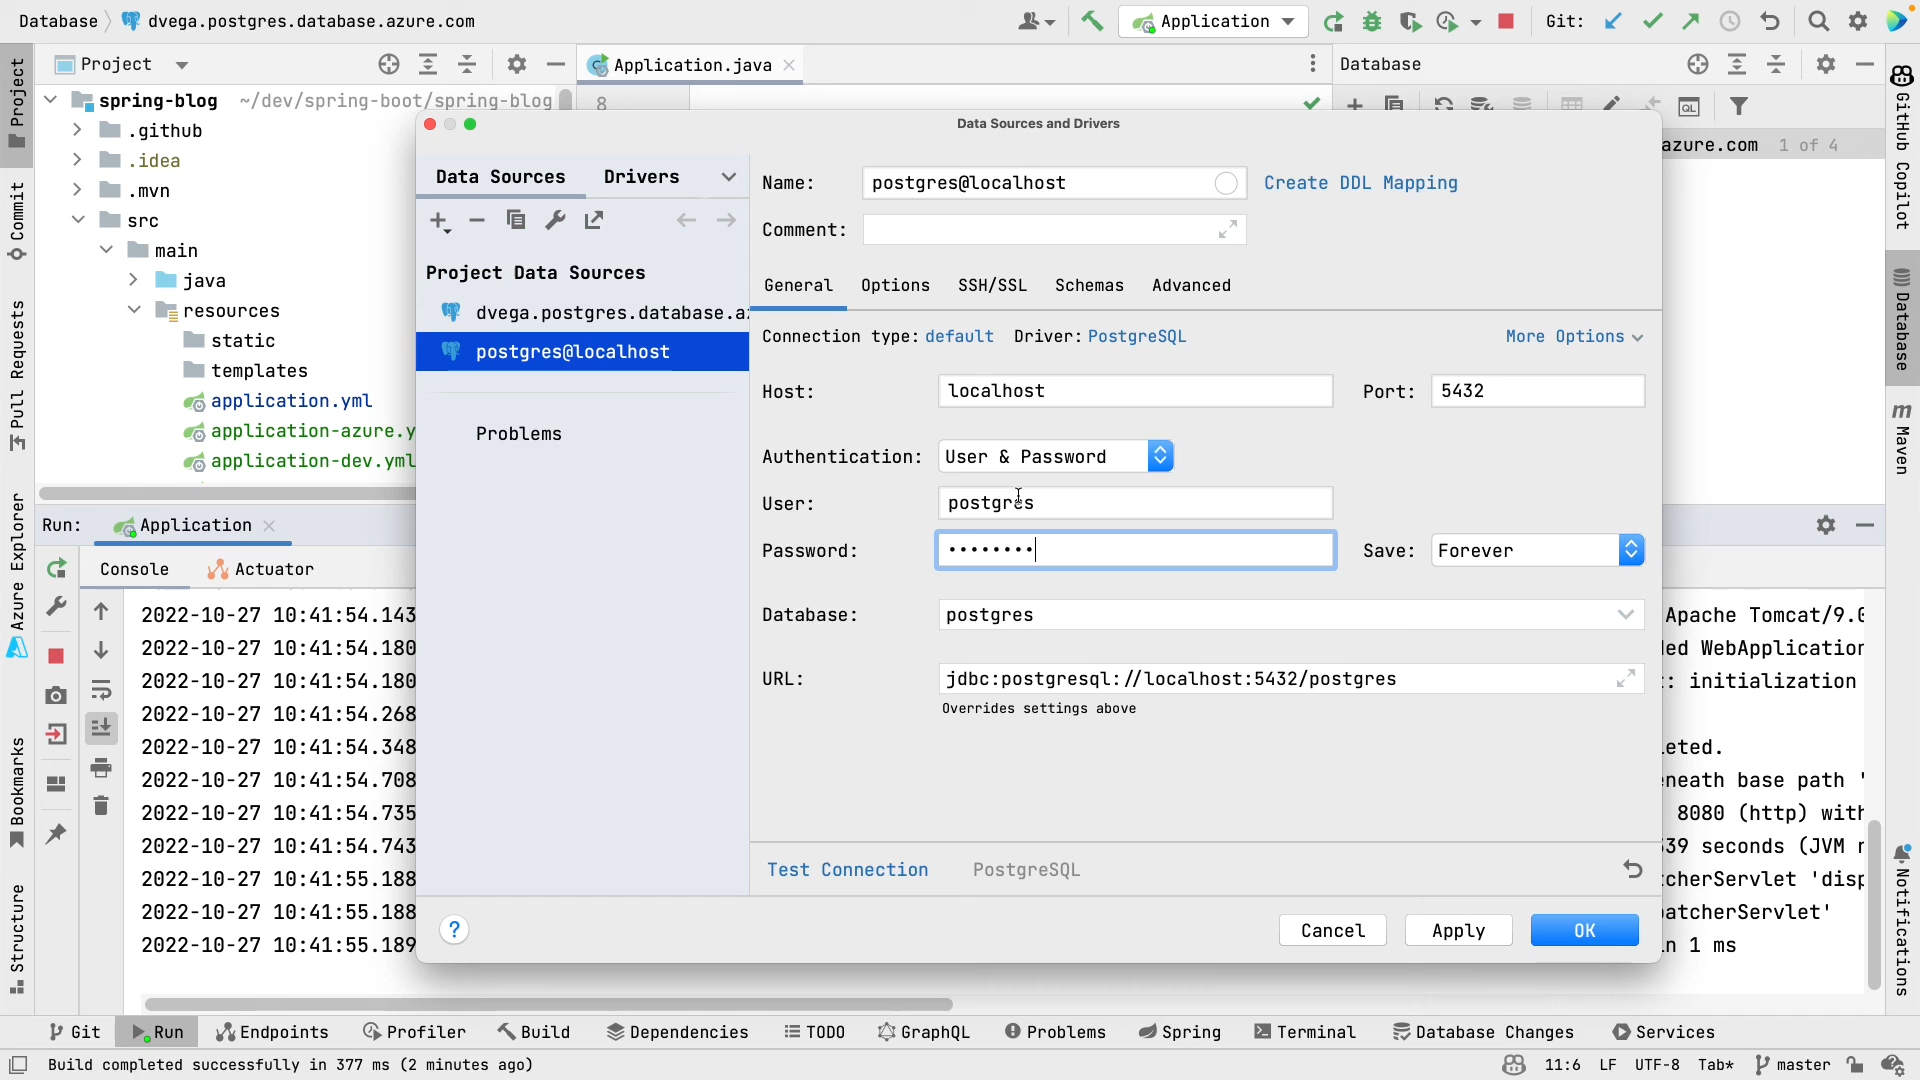 Database
dvega.postgres.database.azure.com
Application
Git:
Project
Application.java
Database
spring-blog ~/dev/spring-boot/spring-blog
8
.github
.idea
.mvn
src
main
java
resources
static
templates
application.yml
application-azure.y
application-dev.yml
azure.com 1 of 4
QL
Project
Commit
Pull Requests
Azure Explorer
Bookmarks
Structure
GitHub Copilot
Database
m Maven
Notifications
Data Sources and Drivers
Data Sources
Drivers
Project Data Sources
dvega.postgres.database.a
postgres@localhost
Problems
Name: postgres@localhost
Create DDL Mapping
Comment:
General Options SSH/SSL Schemas Advanced
Connection type: default Driver: PostgreSQL More Options
Host: localhost Port: 5432
Authentication: User & Password
User: postgres
Password: •••••••• Save: Forever
Database: postgres
URL: jdbc:postgresql://localhost:5432/postgres
Overrides settings above
Test Connection PostgreSQL
?
Cancel Apply OK
Run: Application
Console Actuator
2022-10-27 10:41:54.143 Apache Tomcat/9.0
2022-10-27 10:41:54.180 ed WebApplication
2022-10-27 10:41:54.180 : initialization
2022-10-27 10:41:54.268
2022-10-27 10:41:54.348 eted.
2022-10-27 10:41:54.708 neath base path '
2022-10-27 10:41:54.735 8080 (http) with
2022-10-27 10:41:54.743 39 seconds (JVM r
2022-10-27 10:41:55.188 cherServlet 'disp
2022-10-27 10:41:55.188 atcherServlet'
2022-10-27 10:41:55.189 n 1 ms
Git Run Endpoints Profiler Build Dependencies TODO GraphQL Problems Spring Terminal Database Changes Services
Build completed successfully in 377 ms (2 minutes ago)
11:6 LF UTF-8 Tab* master